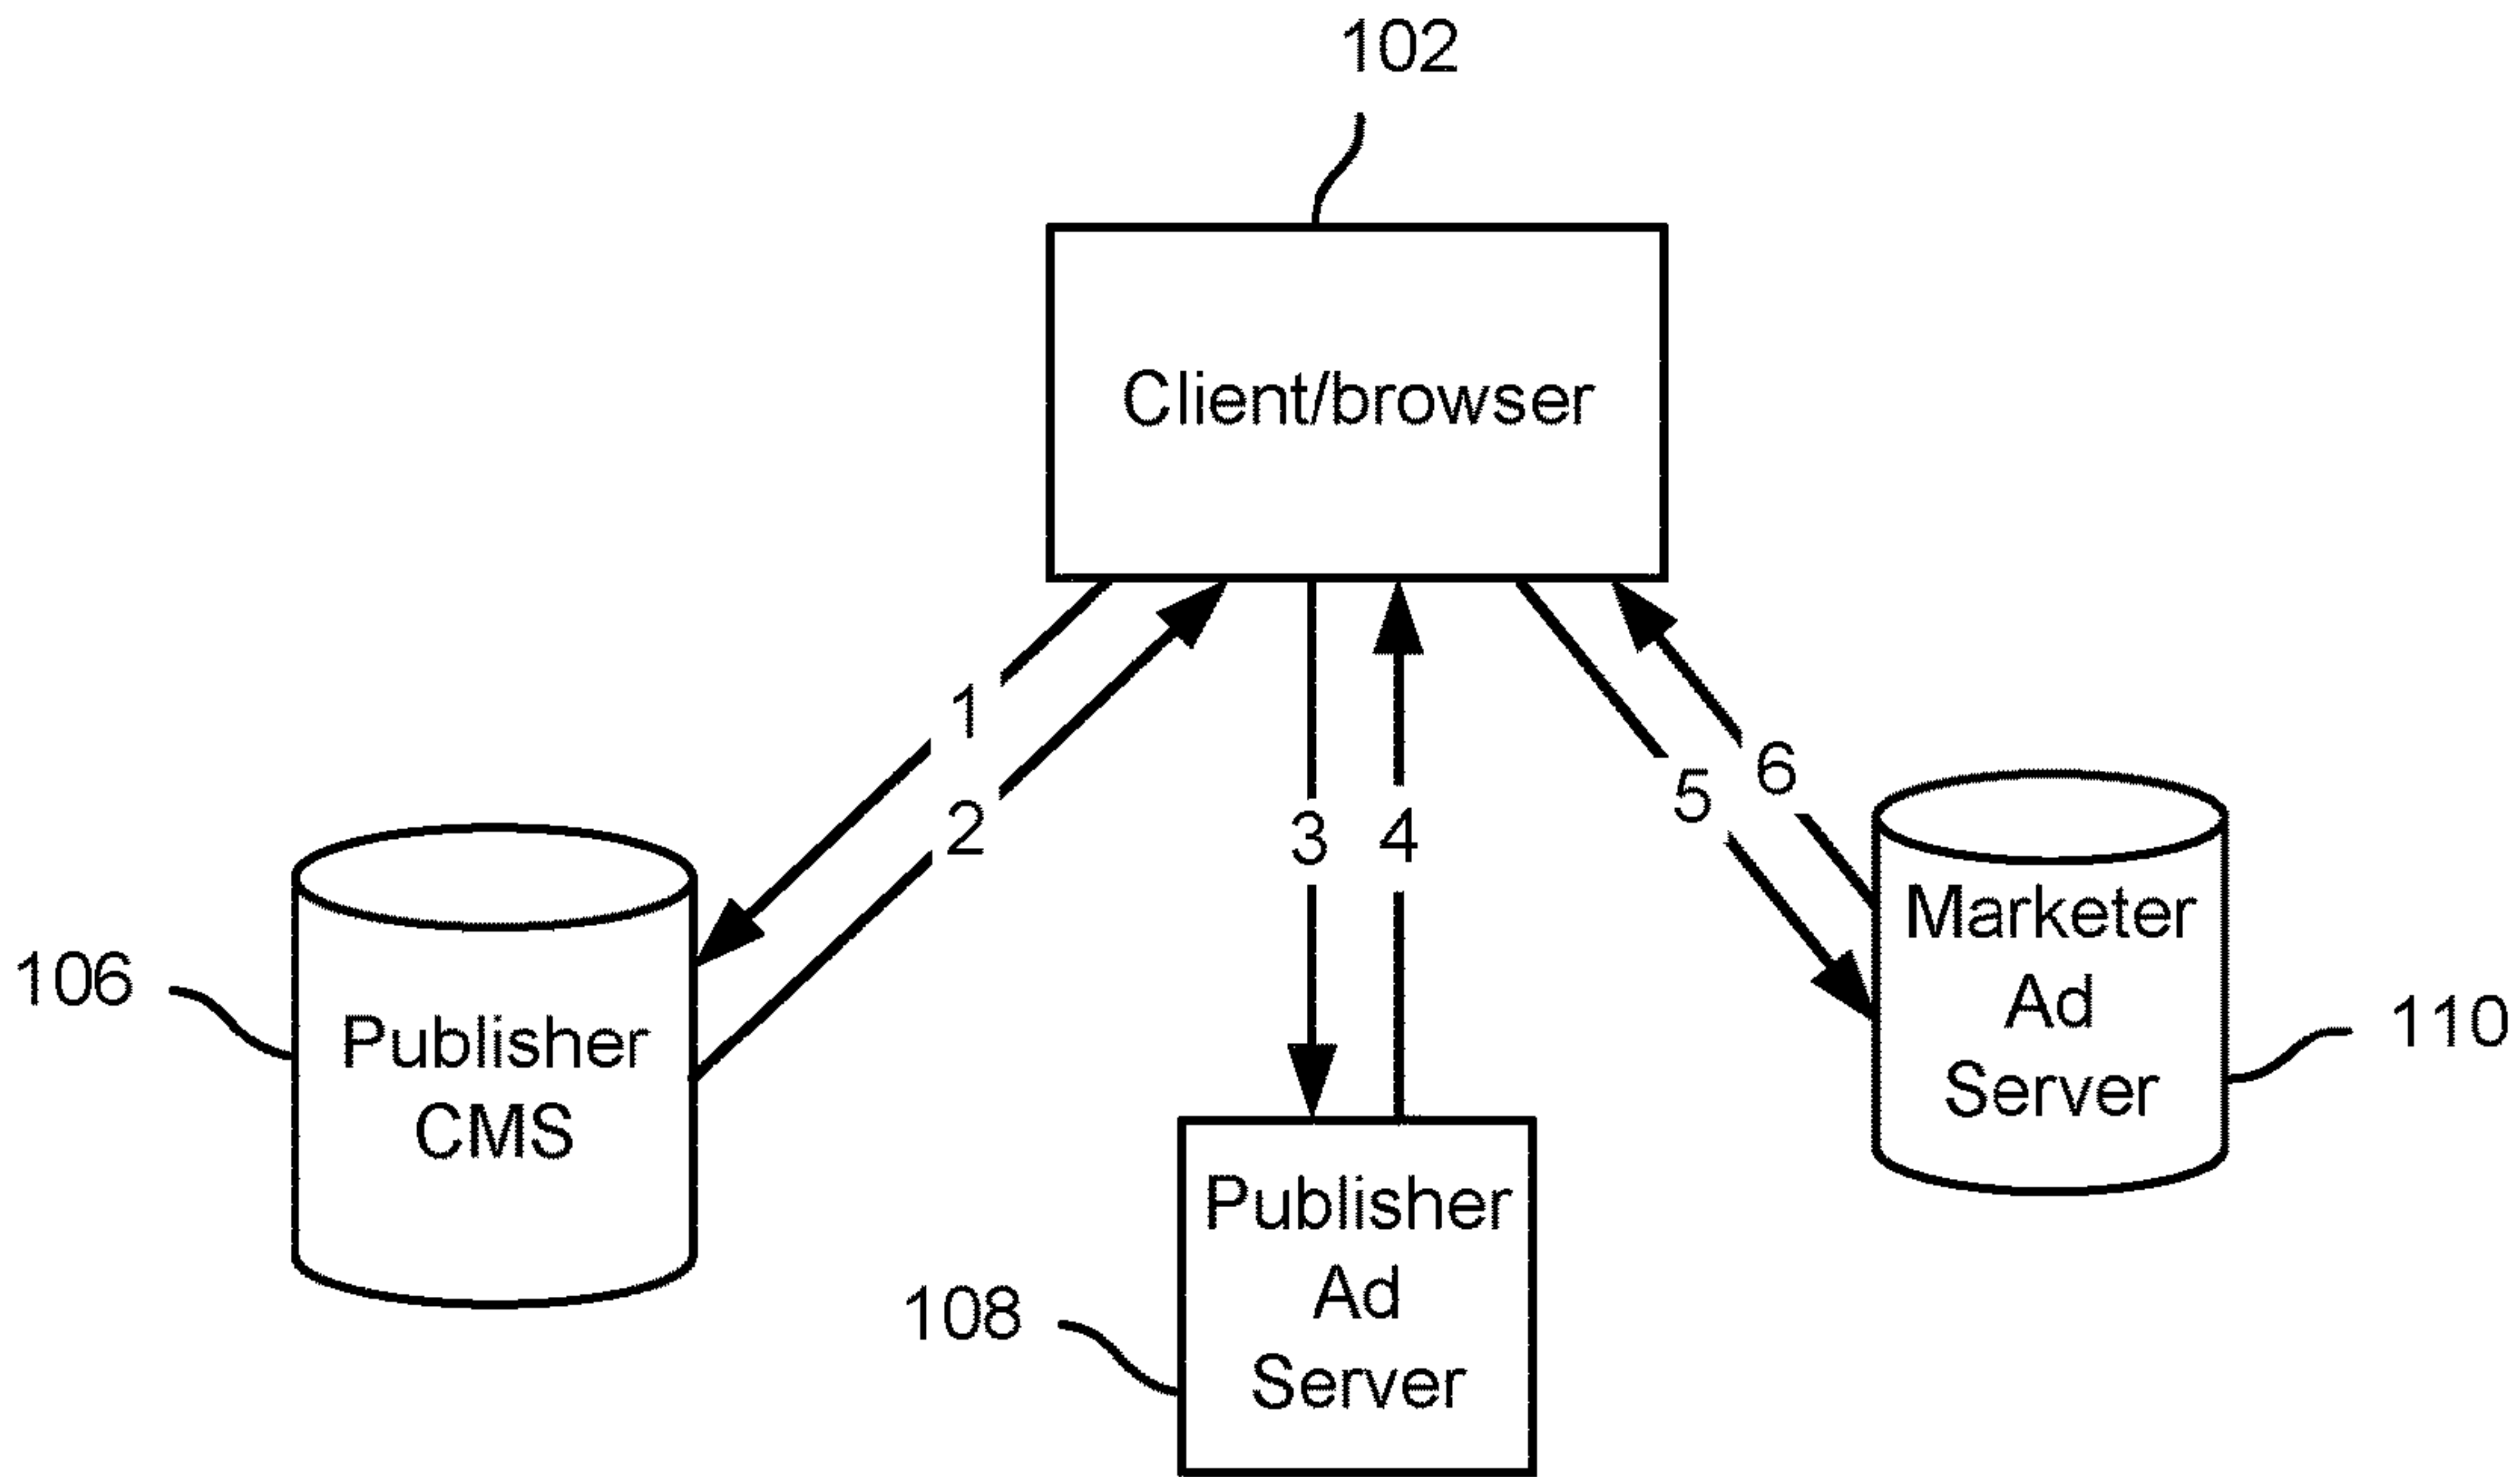 102
Client/browser
1
2
3
4
5
6
106
Publisher
CMS
108
Publisher
Ad
Server
Marketer
Ad
Server
110